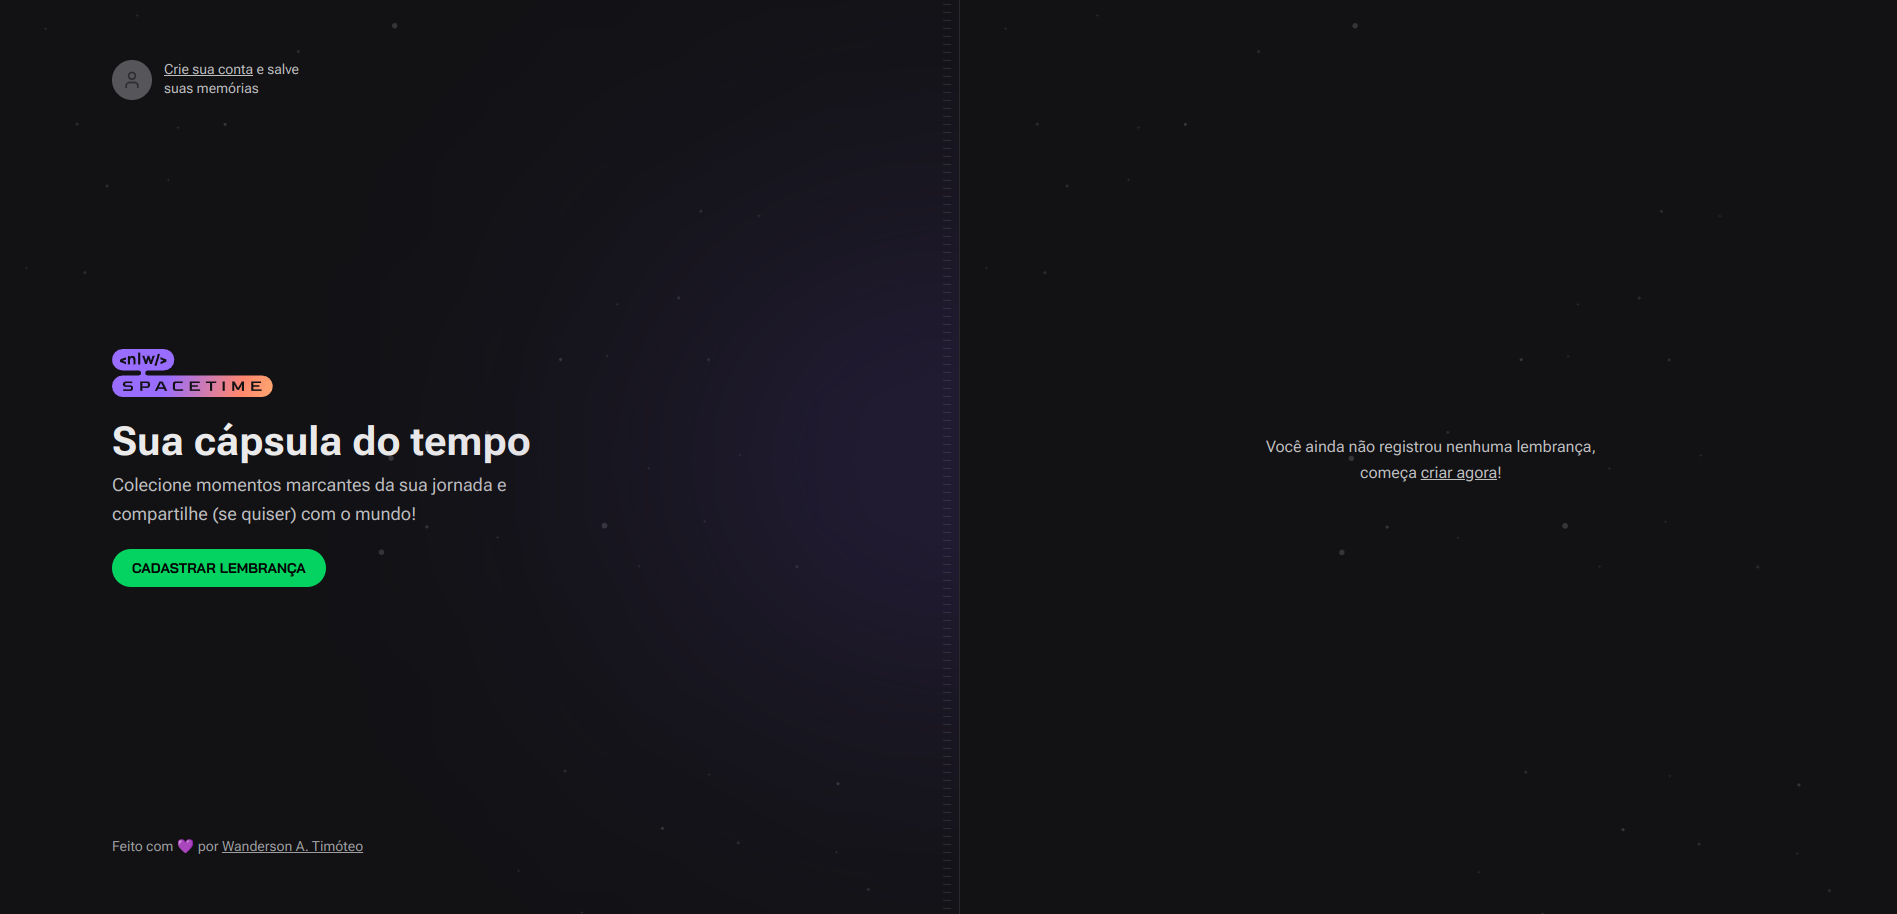 Crie sua conta e salve
suas memórias
<nlw/>
SPACETIME
Sua cápsula do tempo
Colecione momentos marcantes da sua jornada e
compartilhe (se quiser) com o mundo!
CADASTRAR LEMBRANÇA
Feito com 💜 por Wanderson A. Timóteo
Você ainda não registrou nenhuma lembrança,
começa criar agora!